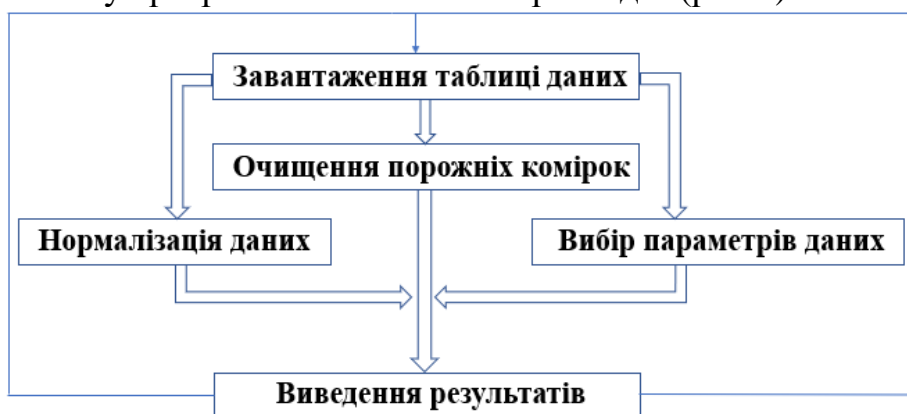 Завантаження таблиці даних
Очищення порожніх комірок
Нормалізація даних
Вибір параметрів даних
Виведення результатів